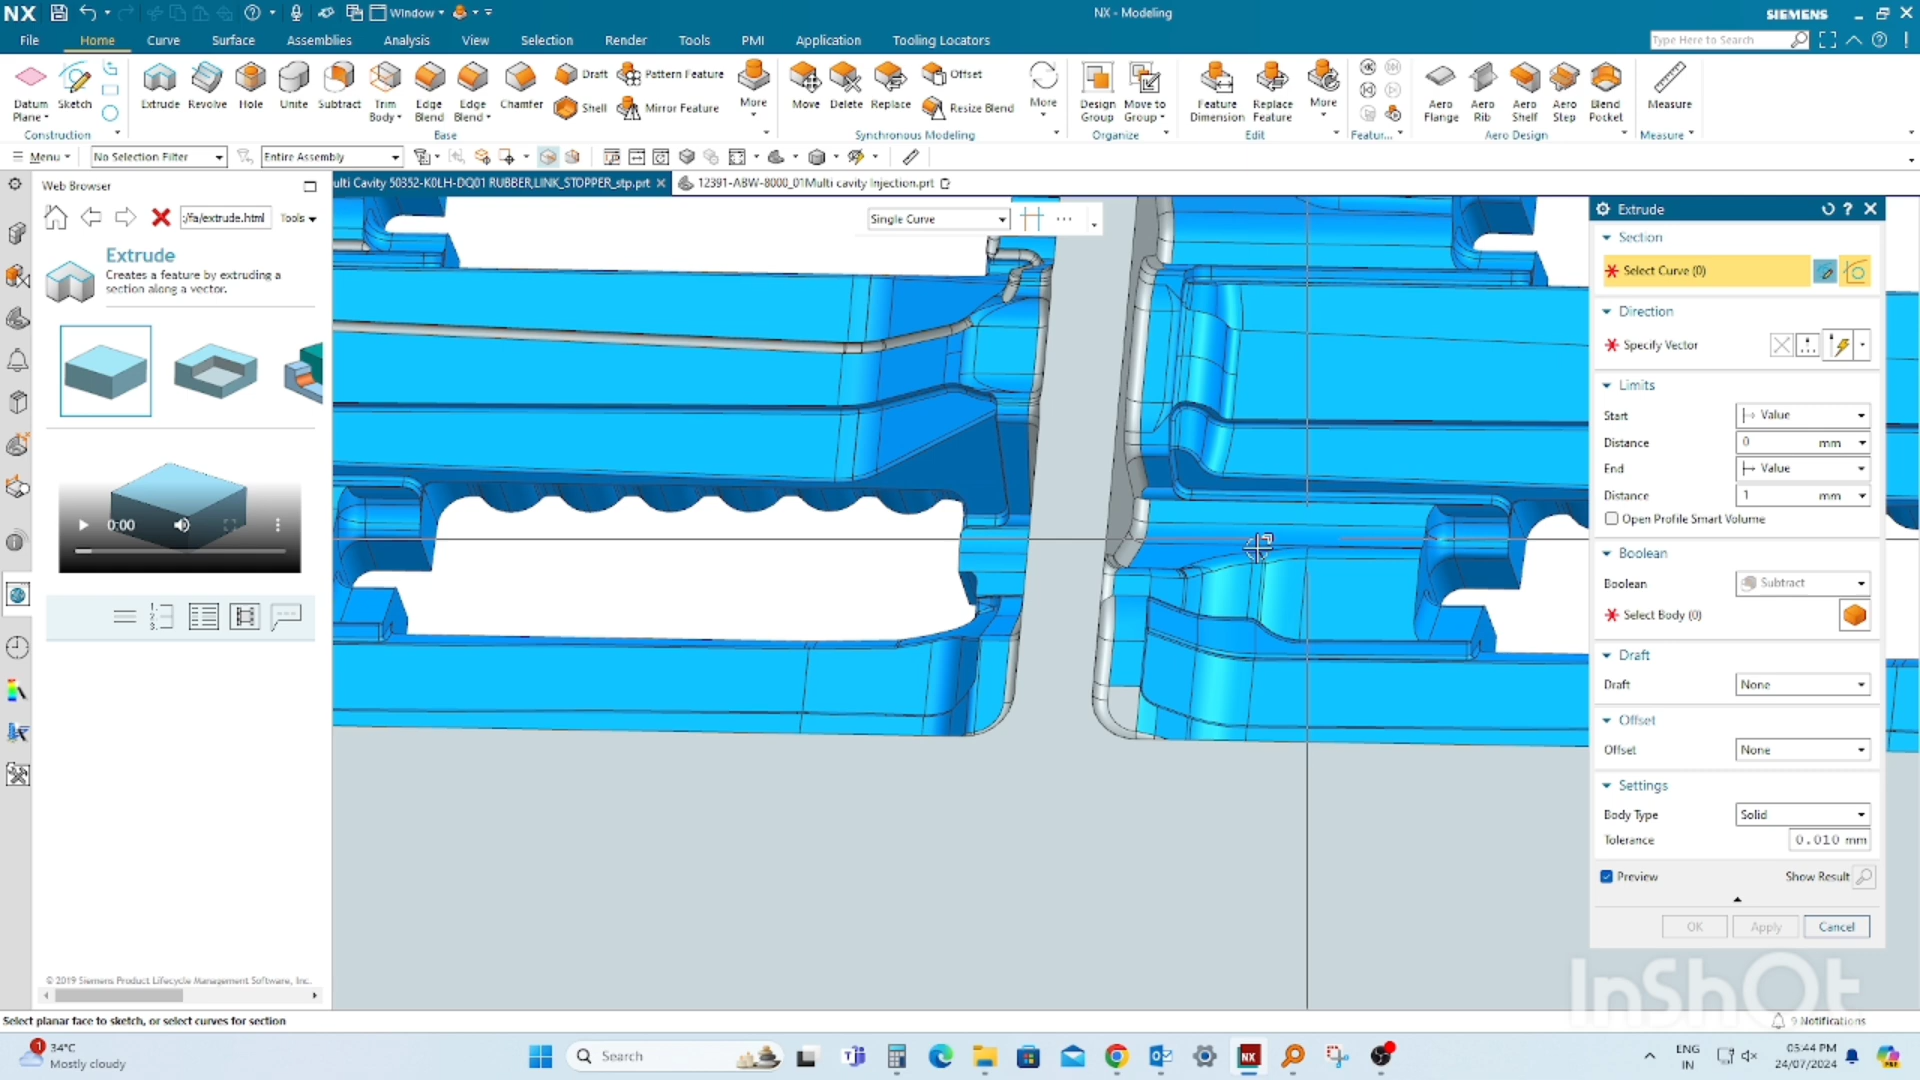 NX
Window
NX - Modeling
SIEMENS
File
Home
Curve
Surface
Assemblies
Analysis
View
Selection
Render
Tools
PMI
Application
Tooling Locators
Type Here to Search
Datum Plane
Sketch
Extrude
Revolve
Hole
Unite
Subtract
Trim Body
Edge Blend
Edge Blend
Chamfer
Draft
Shell
Pattern Feature
Mirror Feature
More
Move
Delete
Replace
Offset
Resize Blend
More
Design Group
Move to Group
Feature Dimension
Replace Feature
More
Aero Flange
Aero Rib
Aero Shelf
Aero Step
Blend Pocket
Measure
Construction
Base
Synchronous Modeling
Organize
Edit
Featur...
Aero Design
Measure
Menu
No Selection Filter
Entire Assembly
Web Browser
ulti Cavity 50352-K0LH-DQ01 RUBBER,LINK_STOPPER_stp.prt
12391-ABW-8000_01Multi cavity Injection.prt
:/fa/extrude.html
Tools
Single Curve
Extrude
Creates a feature by extruding a
section along a vector.
0:00
© 2019 Siemens Product Lifecycle Management Software, Inc.
Extrude
Section
Select Curve (0)
Direction
Specify Vector
Limits
Start
Value
Distance
0 mm
End
Value
Distance
1 mm
Open Profile Smart Volume
Boolean
Boolean
Subtract
Select Body (0)
Draft
Draft
None
Offset
Offset
None
Settings
Body Type
Solid
Tolerance
0.010 mm
Preview
Show Result
OK
Apply
Cancel
InShOt
Select planar face to sketch, or select curves for section
9 Notifications
1
34°C
Mostly cloudy
Search
NX
ENG
IN
05:44 PM
24/07/2024